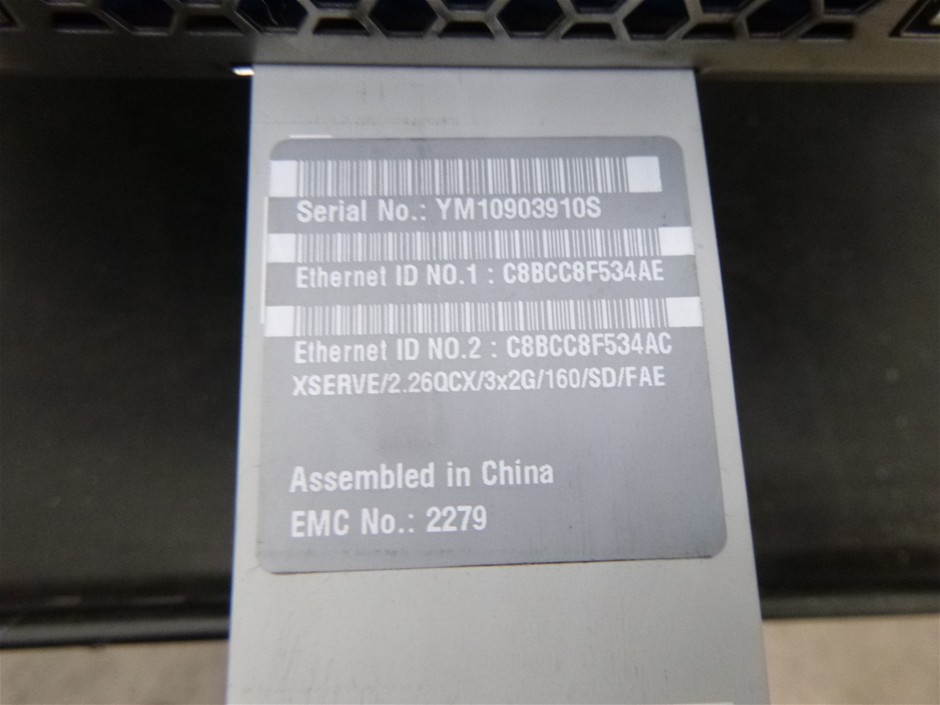 Serial No.: YM10903910S
Ethernet ID NO.1 : C8BCC8F534AE
Ethernet ID NO.2 : C8BCC8F534AC
XSERVE/2.26QCX/3x2G/160/SD/FAE
Assembled in China
EMC No.: 2279